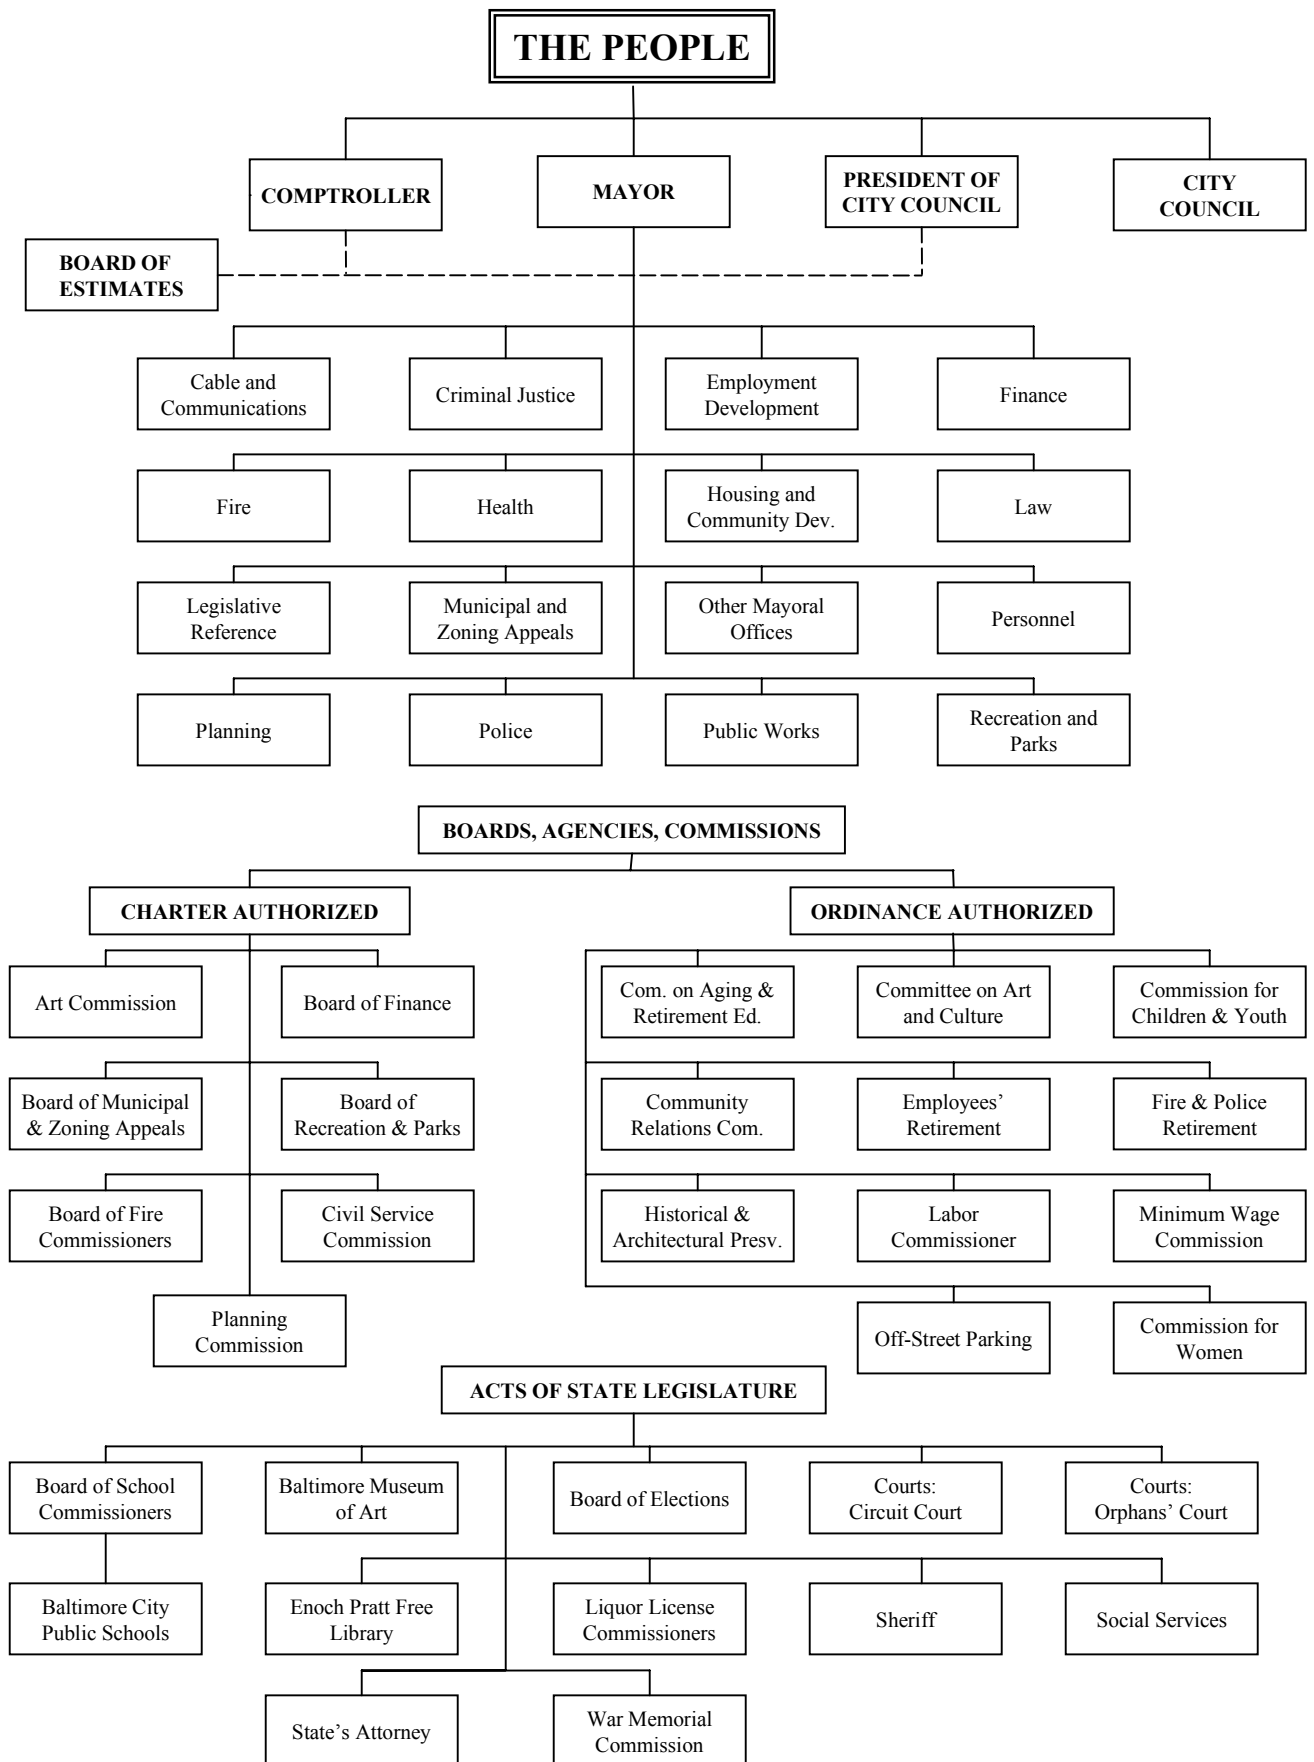 THE PEOPLE
COMPTROLLER
MAYOR
PRESIDENT OF
CITY COUNCIL
CITY
COUNCIL
BOARD OF
ESTIMATES
Cable and
Communications
Criminal Justice
Employment
Development
Finance
Fire
Health
Housing and
Community Dev.
Law
Legislative
Reference
Municipal and
Zoning Appeals
Other Mayoral
Offices
Personnel
Planning
Police
Public Works
Recreation and
Parks
BOARDS, AGENCIES, COMMISSIONS
CHARTER AUTHORIZED
Art Commission
Board of Finance
Board of Municipal
& Zoning Appeals
Board of
Recreation & Parks
Board of Fire
Commissioners
Civil Service
Commission
Planning
Commission
ORDINANCE AUTHORIZED
Com. on Aging &
Retirement Ed.
Committee on Art
and Culture
Commission for
Children & Youth
Community
Relations Com.
Employees’
Retirement
Fire & Police
Retirement
Historical &
Architectural Presv.
Labor
Commissioner
Minimum Wage
Commission
Off-Street Parking
Commission for
Women
ACTS OF STATE LEGISLATURE
Board of School
Commissioners
Baltimore Museum
of Art
Board of Elections
Courts:
Circuit Court
Courts:
Orphans’ Court
Baltimore City
Public Schools
Enoch Pratt Free
Library
Liquor License
Commissioners
Sheriff
Social Services
State’s Attorney
War Memorial
Commission